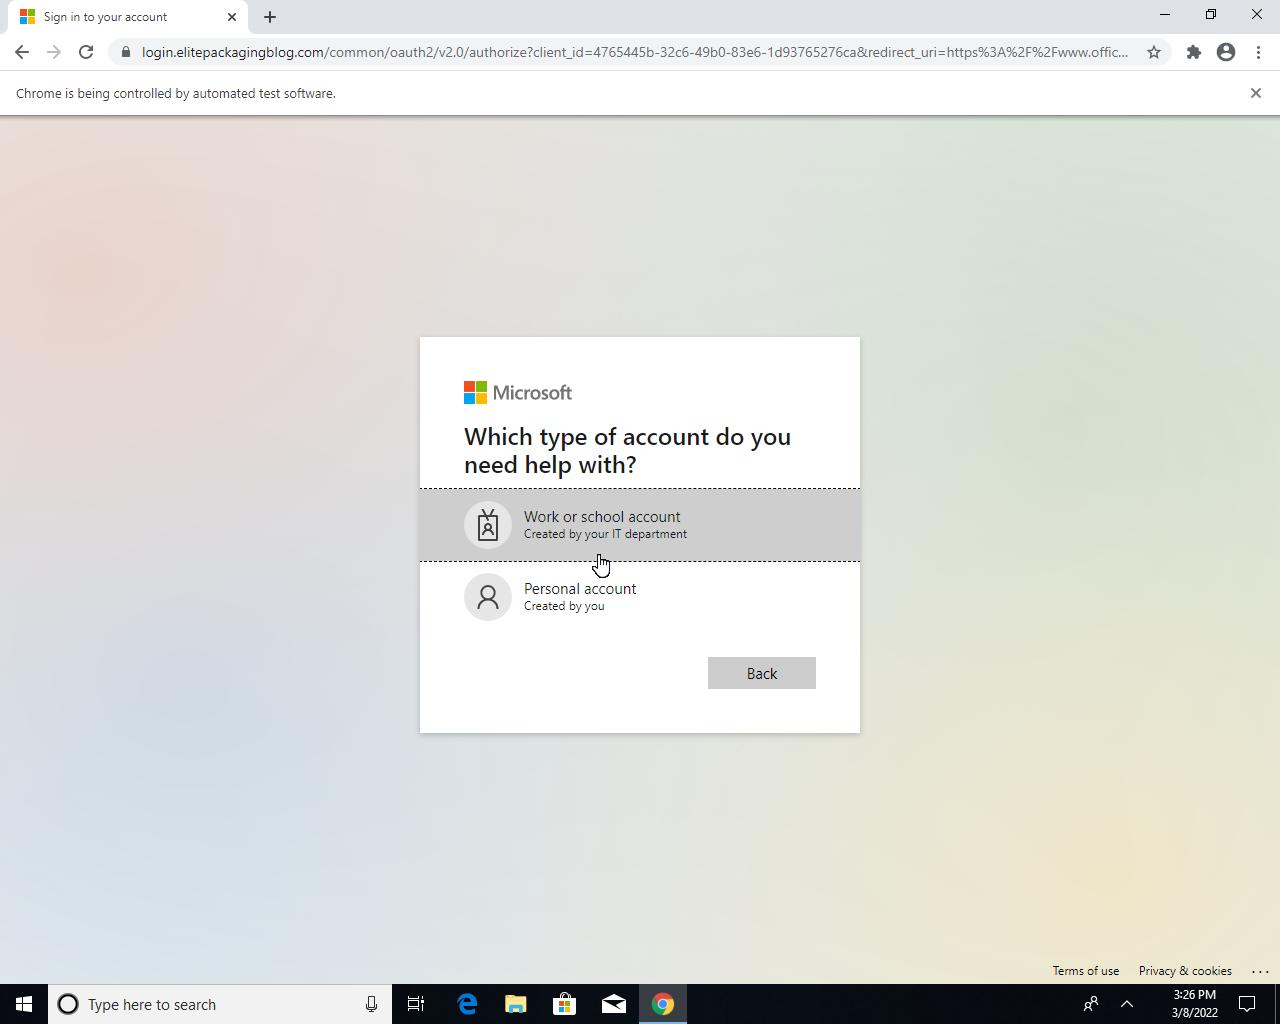 Sign in to your account
login.elitepackagingblog.com/common/oauth2/v2.0/authorize?client_id=4765445b-32c6-49b0-83e6-1d93765276ca&redirect_uri=https%3A%2F%2Fwww.offic...
Chrome is being controlled by automated test software.
Microsoft
Which type of account do you
need help with?
Work or school account
Created by your IT department
Personal account
Created by you
Back
Terms of use Privacy & cookies ...
Type here to search
3:26 PM
3/8/2022